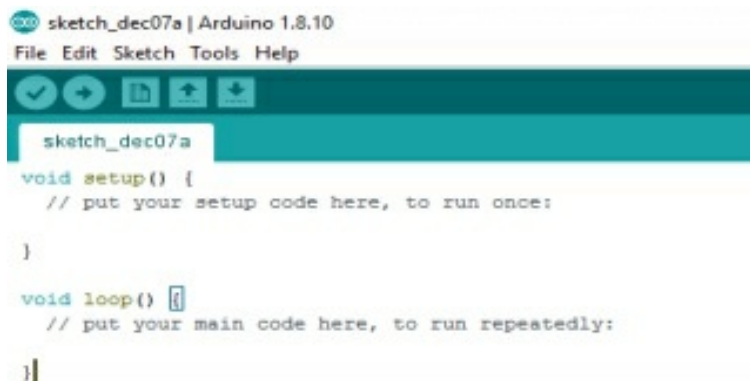 sketch_dec07a | Arduino 1.8.10
File Edit Sketch Tools Help
sketch_dec07a
void setup() {
  // put your setup code here, to run once:
}
void loop() {
  // put your main code here, to run repeatedly:
}